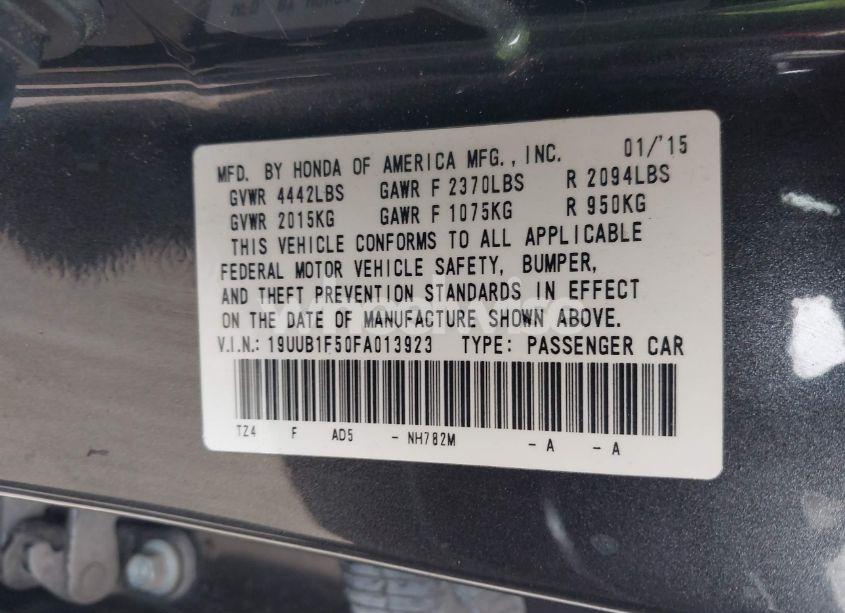 MFD. BY HONDA OF AMERICA MFG., INC. 01/'15
GVWR 4442LBS GAWR F 2370LBS R 2094LBS
GVWR 2015KG GAWR F 1075KG R 950KG
THIS VEHICLE CONFORMS TO ALL APPLICABLE
FEDERAL MOTOR VEHICLE SAFETY, BUMPER,
AND THEFT PREVENTION STANDARDS IN EFFECT
ON THE DATE OF MANUFACTURE SHOWN ABOVE.
V.I.N.: 19UUB1F50FA013923 TYPE: PASSENGER CAR
TZ4 F AD5 - NH782M - A - A